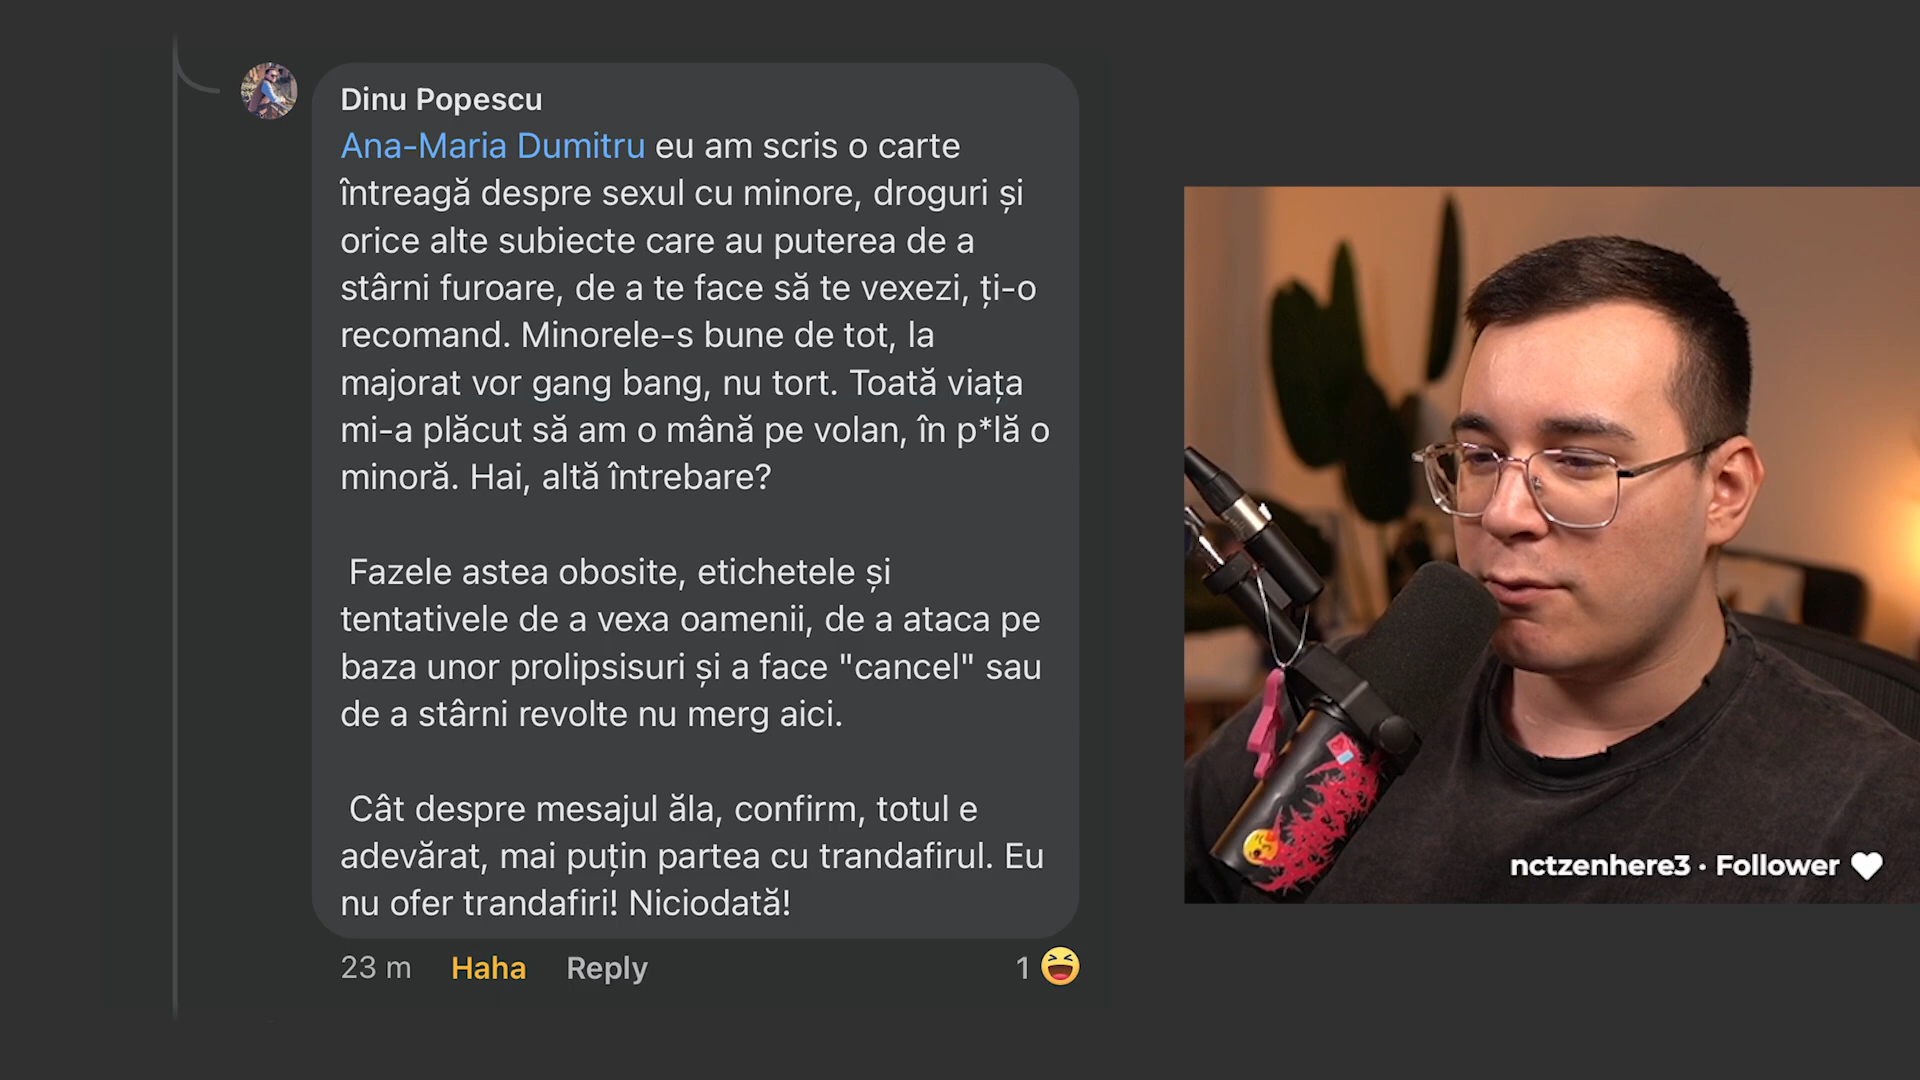 Dinu Popescu
Ana-Maria Dumitru eu am scris o carte
întreagă despre sexul cu minore, droguri și
orice alte subiecte care au puterea de a
stârni furoare, de a te face să te vexezi, ți-o
recomand. Minorele-s bune de tot, la
majorat vor gang bang, nu tort. Toată viața
mi-a plăcut să am o mână pe volan, în p*lă o
minoră. Hai, altă întrebare?
Fazele astea obosite, etichetele și
tentativele de a vexa oamenii, de a ataca pe
baza unor prolipsisuri și a face "cancel" sau
de a stârni revolte nu merg aici.
Cât despre mesajul ăla, confirm, totul e
adevărat, mai puțin partea cu trandafirul. Eu
nu ofer trandafiri! Niciodată!
23 m Haha Reply 1
nctzenhere3 · Follower